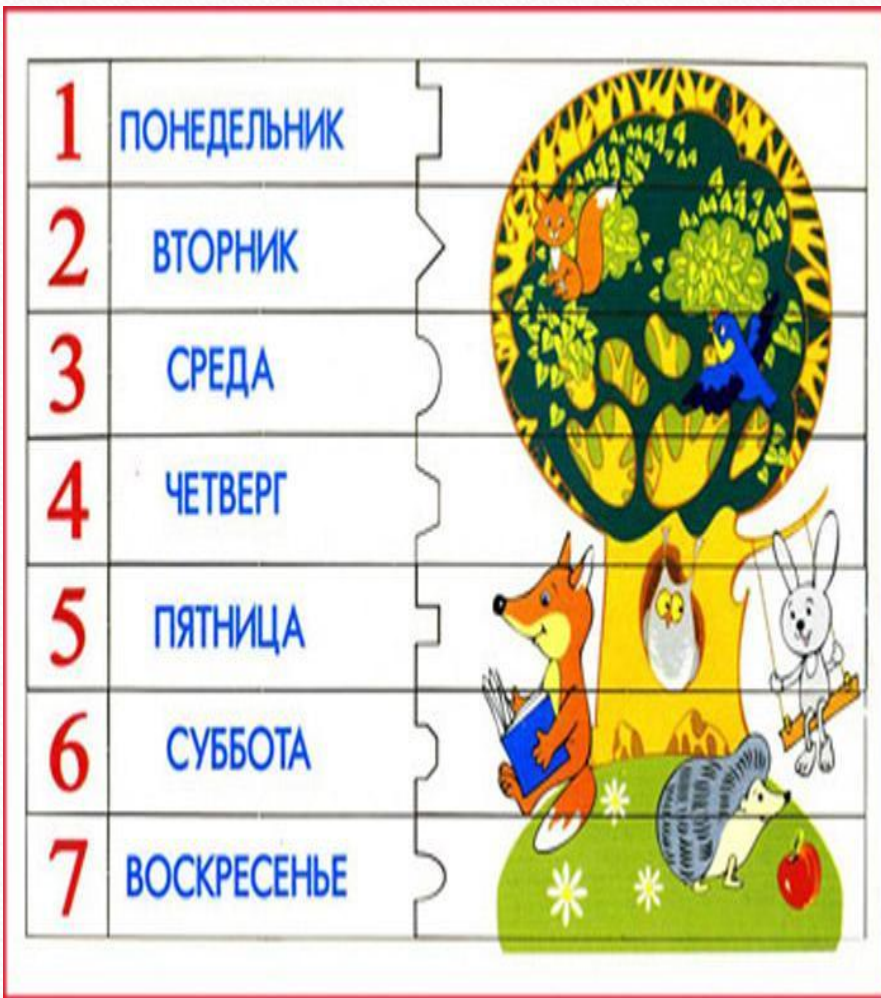 1 ПОНЕДЕЛЬНИК
2 ВТОРНИК
3 СРЕДА
4 ЧЕТВЕРГ
5 ПЯТНИЦА
6 СУББОТА
7 ВОСКРЕСЕНЬЕ